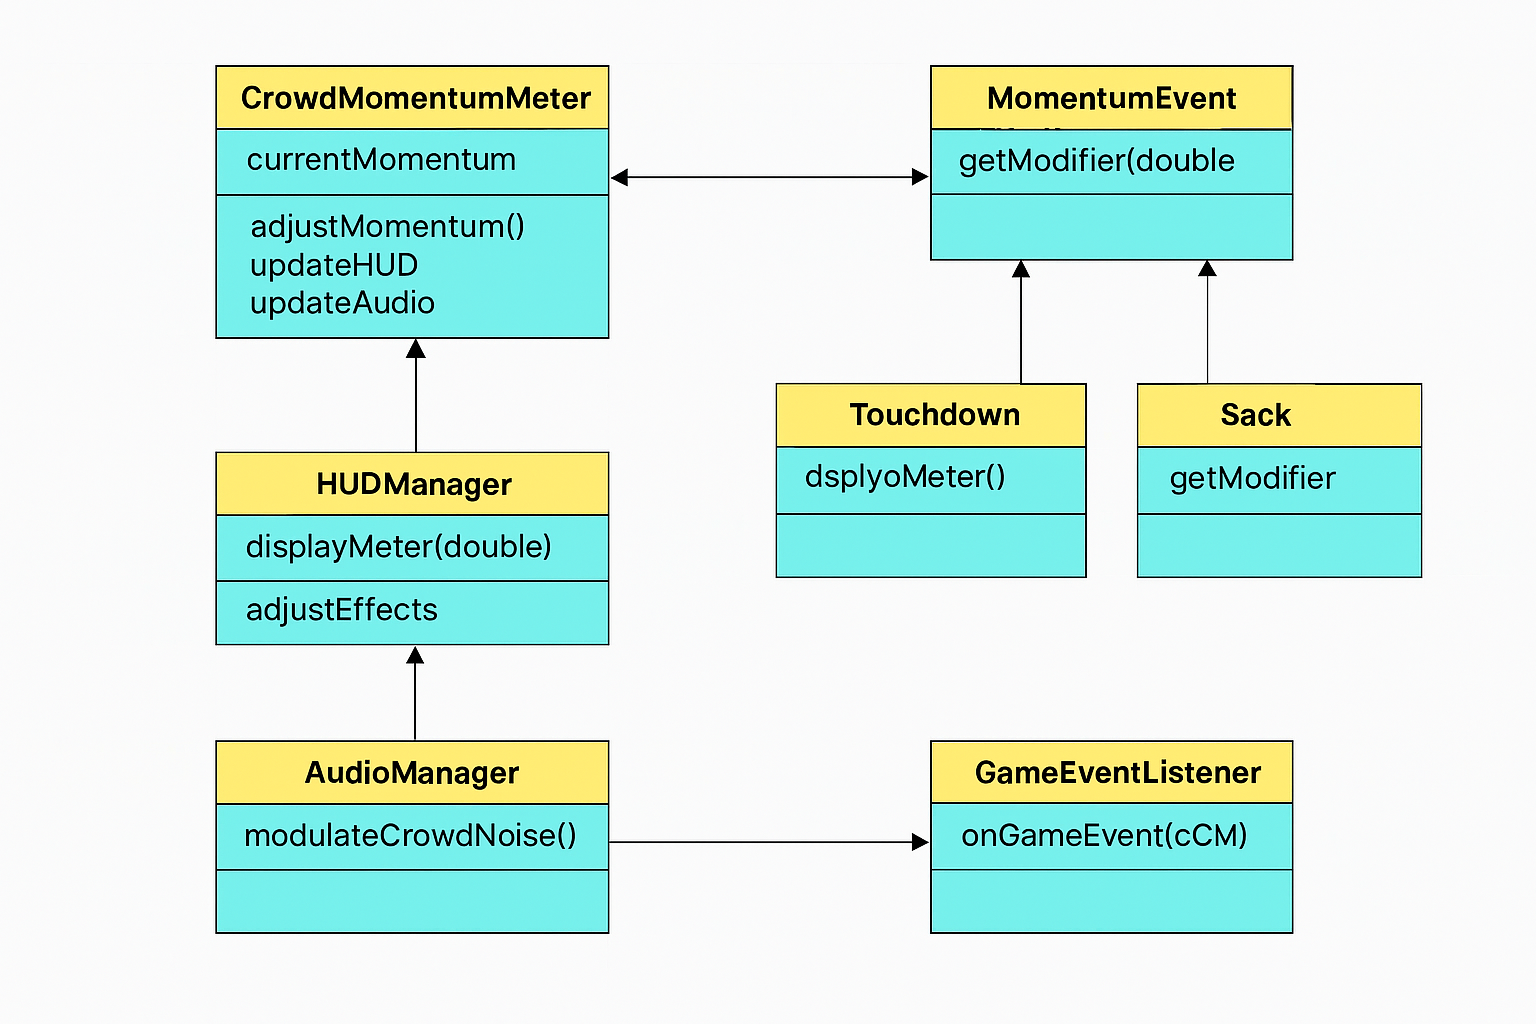 CrowdMomentumMeter
currentMomentum
adjustMomentum()
updateHUD
updateAudio
MomentumEvent
getModifier(double
HUDManager
displayMeter(double)
adjustEffects
Touchdown
dsplyoMeter()
Sack
getModifier
AudioManager
modulateCrowdNoise()
GameEventListener
onGameEvent(cCM)